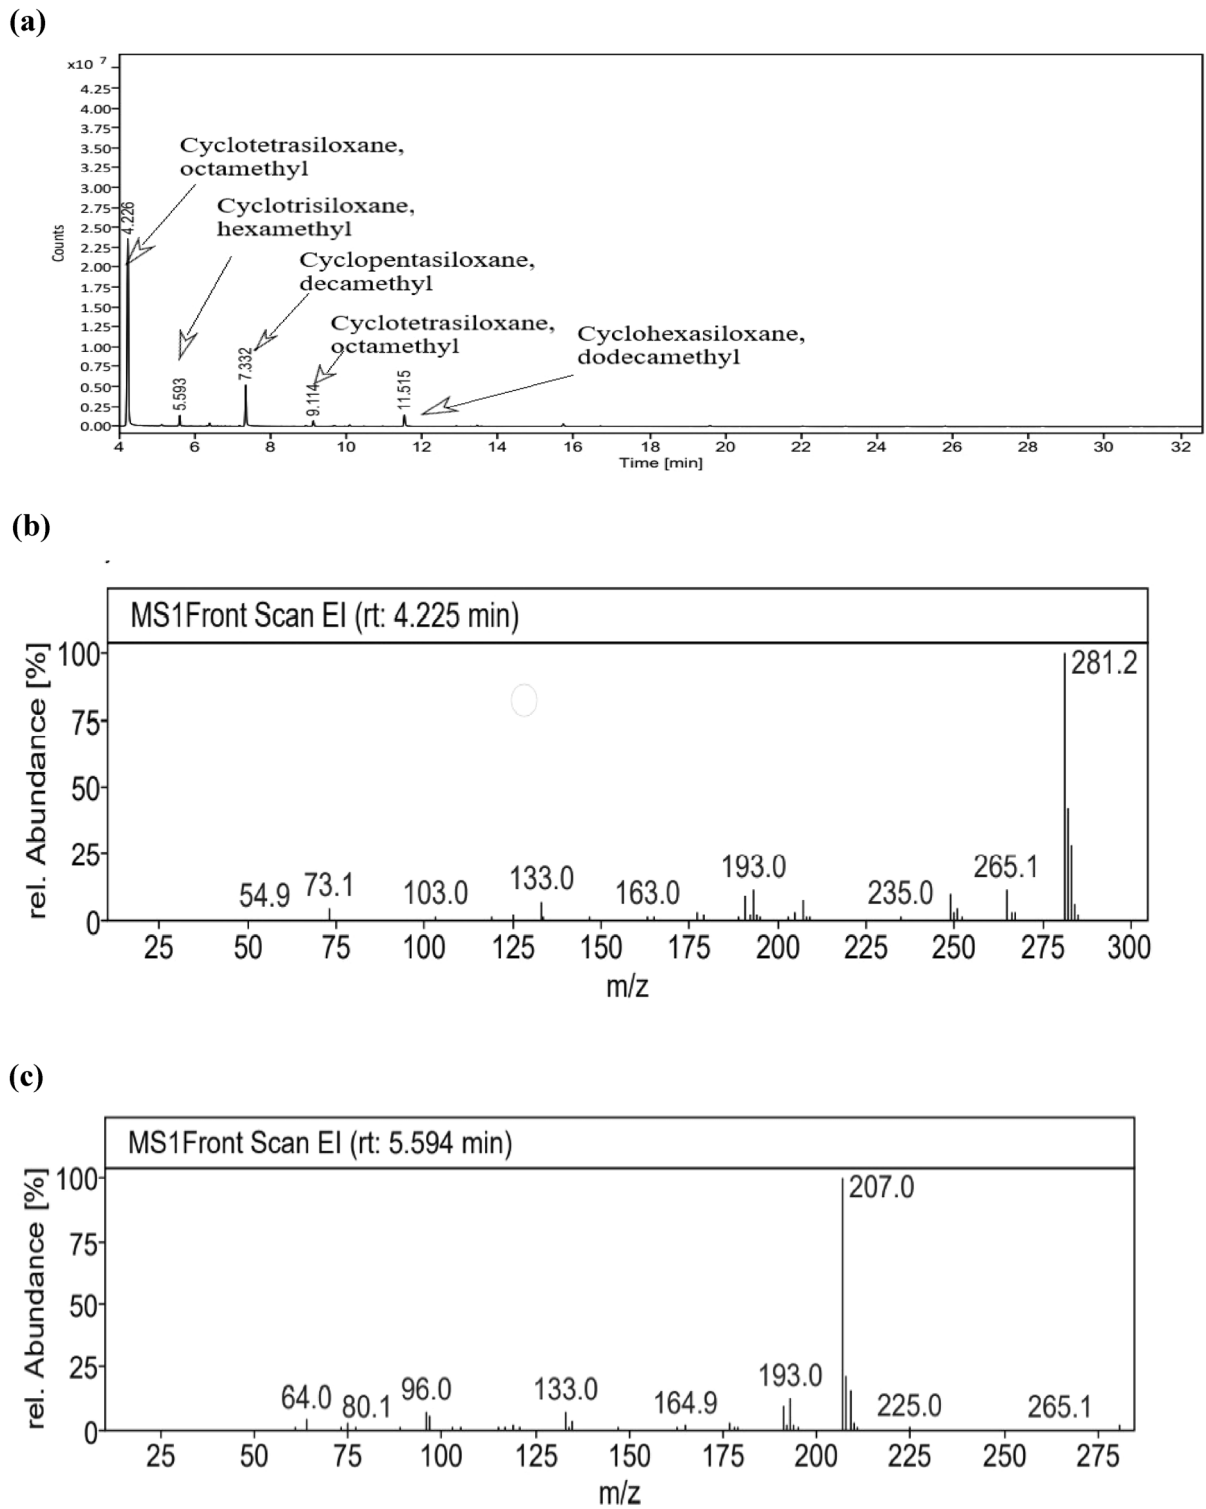 (a)
x10 7
4.25
4.00
3.75
3.50
3.25
3.00
2.75
2.50
2.25
2.00
1.75
1.50
1.25
1.00
0.75
0.50
0.25
0.00
Counts
Cyclotetrasiloxane,
octamethyl
Cyclotrisiloxane,
hexamethyl
Cyclopentasiloxane,
decamethyl
Cyclotetrasiloxane,
octamethyl
Cyclohexasiloxane,
dodecamethyl
4.226
5.593
7.332
9.114
11.515
4 6 8 10 12 14 16 18 20 22 24 26 28 30 32
Time [min]
(b)
MS1Front Scan EI (rt: 4.225 min)
rel. Abundance [%]
100
75
50
25
0
54.9 73.1 103.0 133.0 163.0 193.0 235.0 265.1 281.2
25 50 75 100 125 150 175 200 225 250 275 300
m/z
(c)
MS1Front Scan EI (rt: 5.594 min)
rel. Abundance [%]
100
75
50
25
0
64.0 80.1 96.0 133.0 164.9 193.0 207.0 225.0 265.1
25 50 75 100 125 150 175 200 225 250 275
m/z